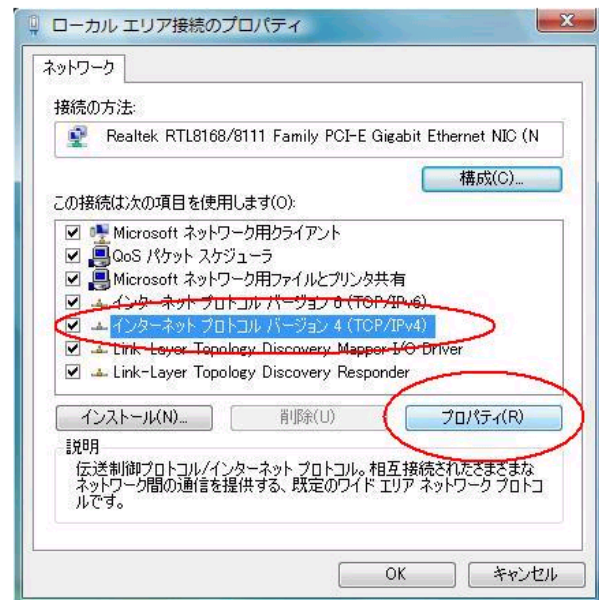 ローカル エリア接続のプロパティ
ネットワーク
接続の方法:
Realtek RTL8168/8111 Family PCI-E Gigabit Ethernet NIC (N
構成(C)...
この接続は次の項目を使用します(O):
Microsoft ネットワーク用クライアント
QoS パケット スケジューラ
Microsoft ネットワーク用ファイルとプリンタ共有
インターネット プロトコル バージョン 6 (TCP/IPv6)
インターネット プロトコル バージョン 4 (TCP/IPv4)
Link-Layer Topology Discovery Mapper I/O Driver
Link-Layer Topology Discovery Responder
インストール(N)...
削除(U)
プロパティ(R)
説明
伝送制御プロトコル/インターネット プロトコル。相互接続されたさまざまな
ネットワーク間の通信を提供する、既定のワイド エリア ネットワーク プロトコ
ルです。
OK
キャンセル